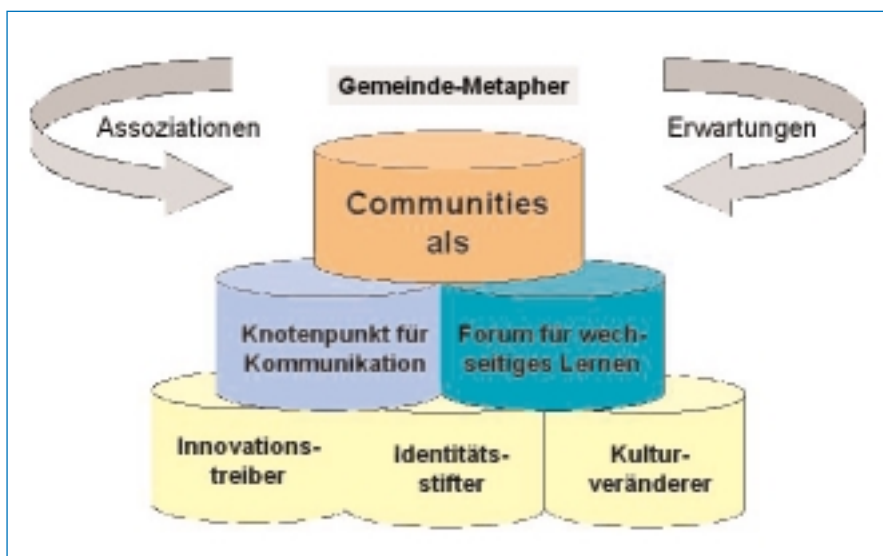 Gemeinde-Metapher
Assoziationen
Erwartungen
Communities
als
Knotenpunkt für
Kommunikation
Forum für wech-
seitiges Lernen
Innovations-
treiber
Identitäts-
stifter
Kultur-
veränderer